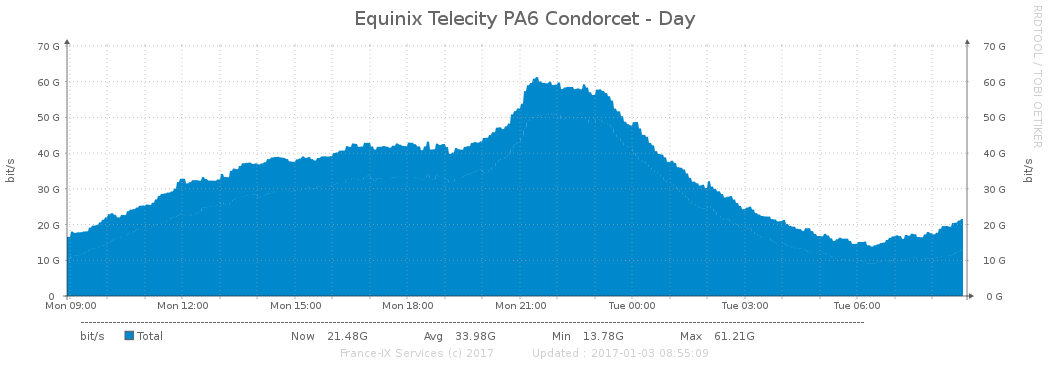 Equinix Telecity PA6 Condorcet - Day
RRDTOOL / TOBI OETIKER
bit/s
70 G 70 G
60 G 60 G
50 G 50 G
40 G 40 G
30 G 30 G
20 G 20 G
10 G 10 G
0 0 G
bit/s
Mon 09:00 Mon 12:00 Mon 15:00 Mon 18:00 Mon 21:00 Tue 00:00 Tue 03:00 Tue 06:00
bit/s Total Now 21.48G Avg 33.98G Min 13.78G Max 61.21G
France-IX Services (c) 2017 Updated : 2017-01-03 08:55:09